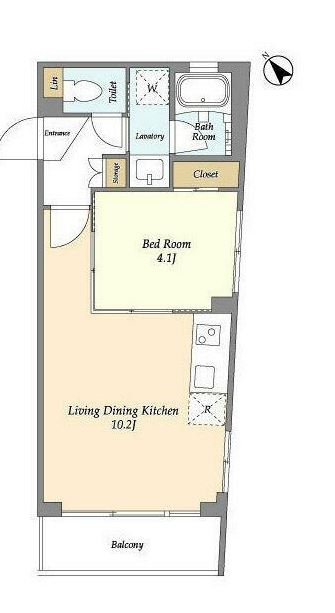 N
Lin
Toilet
W
Entrance
Lavatory
Bath
Room
Storage
Closet
Bed Room
4.1J
Living Dining Kitchen
10.2J
R
Balcony